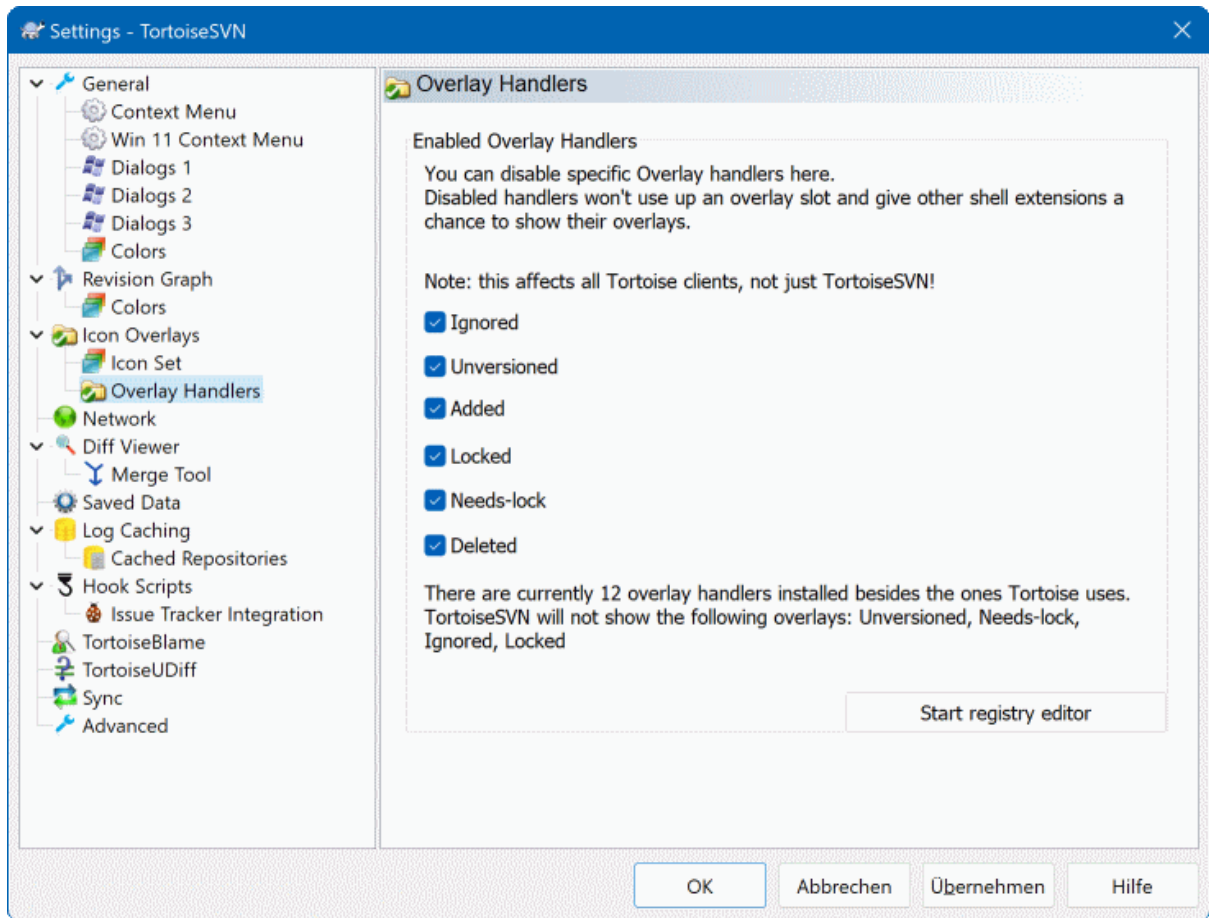 Settings - TortoiseSVN
General
Context Menu
Win 11 Context Menu
Dialogs 1
Dialogs 2
Dialogs 3
Colors
Revision Graph
Colors
Icon Overlays
Icon Set
Overlay Handlers
Network
Diff Viewer
Merge Tool
Saved Data
Log Caching
Cached Repositories
Hook Scripts
Issue Tracker Integration
TortoiseBlame
TortoiseUDiff
Sync
Advanced
Overlay Handlers
Enabled Overlay Handlers
You can disable specific Overlay handlers here.
Disabled handlers won't use up an overlay slot and give other shell extensions a
chance to show their overlays.
Note: this affects all Tortoise clients, not just TortoiseSVN!
Ignored
Unversioned
Added
Locked
Needs-lock
Deleted
There are currently 12 overlay handlers installed besides the ones Tortoise uses.
TortoiseSVN will not show the following overlays: Unversioned, Needs-lock,
Ignored, Locked
Start registry editor
OK
Abbrechen
Übernehmen
Hilfe